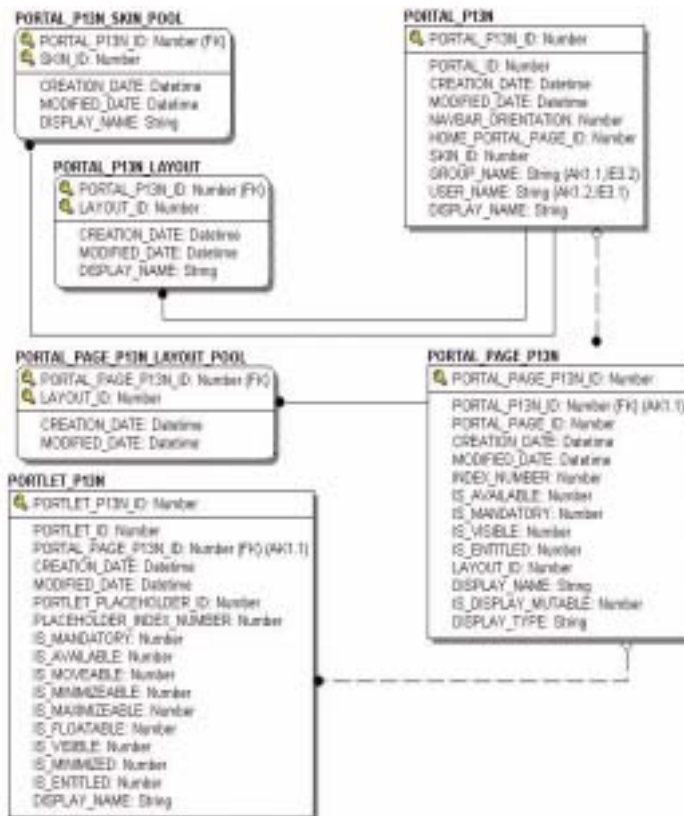 PORTAL_P13N_SKIN_POOL
PORTAL_P13N_ID: Number (FK)
SKIN_ID: Number
CREATION_DATE: Datetime
MODIFIED_DATE: Datetime
DISPLAY_NAME: String
PORTAL_P13N_LAYOUT
PORTAL_P13N_ID: Number (FK)
LAYOUT_ID: Number
CREATION_DATE: Datetime
MODIFIED_DATE: Datetime
DISPLAY_NAME: String
PORTAL_P13N
PORTAL_P13N_ID: Number
PORTAL_ID: Number
CREATION_DATE: Datetime
MODIFIED_DATE: Datetime
NAVBAR_ORIENTATION: Number
HOME_PORTAL_PAGE_ID: Number
SKIN_ID: Number
GROUP_NAME: String (AK1.1,IE3.2)
USER_NAME: String (AK1.2,IE3.1)
DISPLAY_NAME: String
PORTAL_PAGE_P13N_LAYOUT_POOL
PORTAL_PAGE_P13N_ID: Number (FK)
LAYOUT_ID: Number
CREATION_DATE: Datetime
MODIFIED_DATE: Datetime
PORTAL_PAGE_P13N
PORTAL_PAGE_P13N_ID: Number
PORTAL_P13N_ID: Number (FK) (AK1.1)
PORTAL_PAGE_ID: Number
CREATION_DATE: Datetime
MODIFIED_DATE: Datetime
INDEX_NUMBER: Number
IS_AVAILABLE: Number
IS_MANDATORY: Number
IS_VISIBLE: Number
IS_ENTITLED: Number
LAYOUT_ID: Number
DISPLAY_NAME: String
IS_DISPLAY_MUTABLE: Number
DISPLAY_TYPE: String
PORTLET_P13N
PORTLET_P13N_ID: Number
PORTLET_ID: Number
PORTAL_PAGE_P13N_ID: Number (FK) (AK1.1)
CREATION_DATE: Datetime
MODIFIED_DATE: Datetime
PORTLET_PLACEHOLDER_ID: Number
PLACEHOLDER_INDEX_NUMBER: Number
IS_MANDATORY: Number
IS_AVAILABLE: Number
IS_MOVEABLE: Number
IS_MINIMIZEABLE: Number
IS_MAXIMIZEABLE: Number
IS_FLOATABLE: Number
IS_VISIBLE: Number
IS_MINIMIZED: Number
IS_ENTITLED: Number
DISPLAY_NAME: String